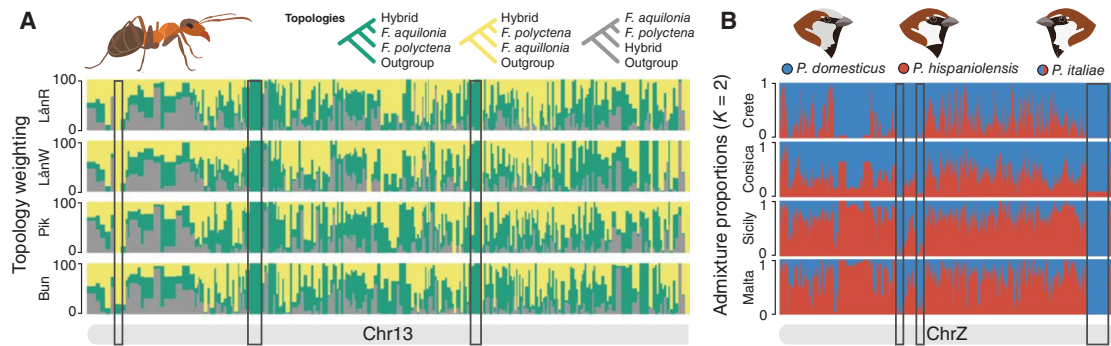 A
Topologies
Hybrid
F. aquilonia
F. polyctena
Outgroup
Hybrid
F. polyctena
F. aquillonia
Outgroup
F. aquilonia
F. polyctena
Hybrid
Outgroup
Topology weighting
100
0
LånR
100
0
LånW
100
0
Pik
100
0
Bun
Chr13
B
P. domesticus
P. hispaniolensis
P. italiae
Admixture proportions (K = 2)
1
0
Crete
1
0
Corsica
1
0
Sicily
1
0
Malta
ChrZ